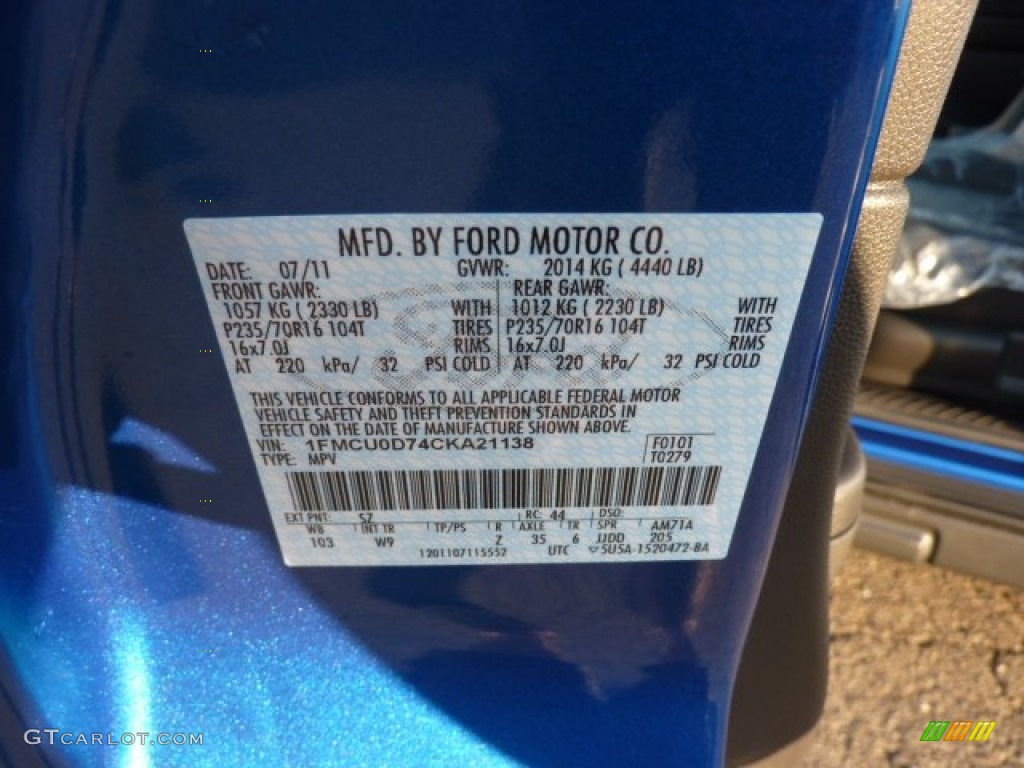 MFD. BY FORD MOTOR CO.
DATE: 07/11 GVWR: 2014 KG ( 4440 LB)
FRONT GAWR: REAR GAWR:
1057 KG ( 2330 LB) WITH 1012 KG ( 2230 LB) WITH
P235/70R16 104T TIRES P235/70R16 104T TIRES
16x7.0J RIMS 16x7.0J RIMS
AT 220 kPa/ 32 PSI COLD AT 220 kPa/ 32 PSI COLD
THIS VEHICLE CONFORMS TO ALL APPLICABLE FEDERAL MOTOR
VEHICLE SAFETY AND THEFT PREVENTION STANDARDS IN
EFFECT ON THE DATE OF MANUFACTURE SHOWN ABOVE.
VIN: 1FMCU0D74CKA21138 F0101
TYPE: MPV T0279
EXT PNT: SZ RC: 44 DSO:
WB INT TR TP/PS R AXLE TR SPR AM71A
103 W9 Z 35 6 JJDD 205
1201107115552 UTC 5U5A-1520472-BA
GTCARLOT.COM